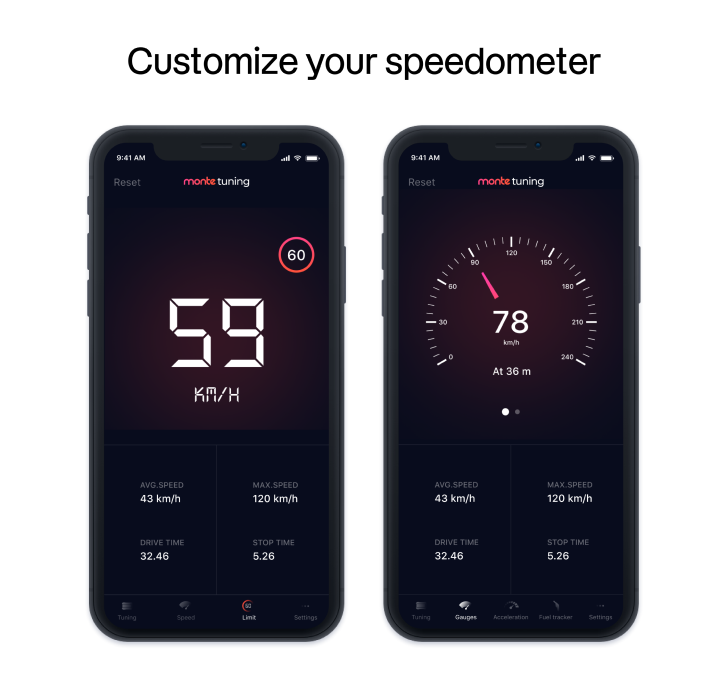 Customize your speedometer
9:41 AM
Reset
monte tuning
60
59
KM/H
AVG.SPEED
43 km/h
MAX.SPEED
120 km/h
DRIVE TIME
32.46
STOP TIME
5.26
Tuning
Speed
60
Limit
Settings
9:41 AM
Reset
monte tuning
0
30
60
90
120
150
180
210
240
78
km/h
At 36 m
AVG.SPEED
43 km/h
MAX.SPEED
120 km/h
DRIVE TIME
32.46
STOP TIME
5.26
Tuning
Gauges
Acceleration
Fuel tracker
Settings